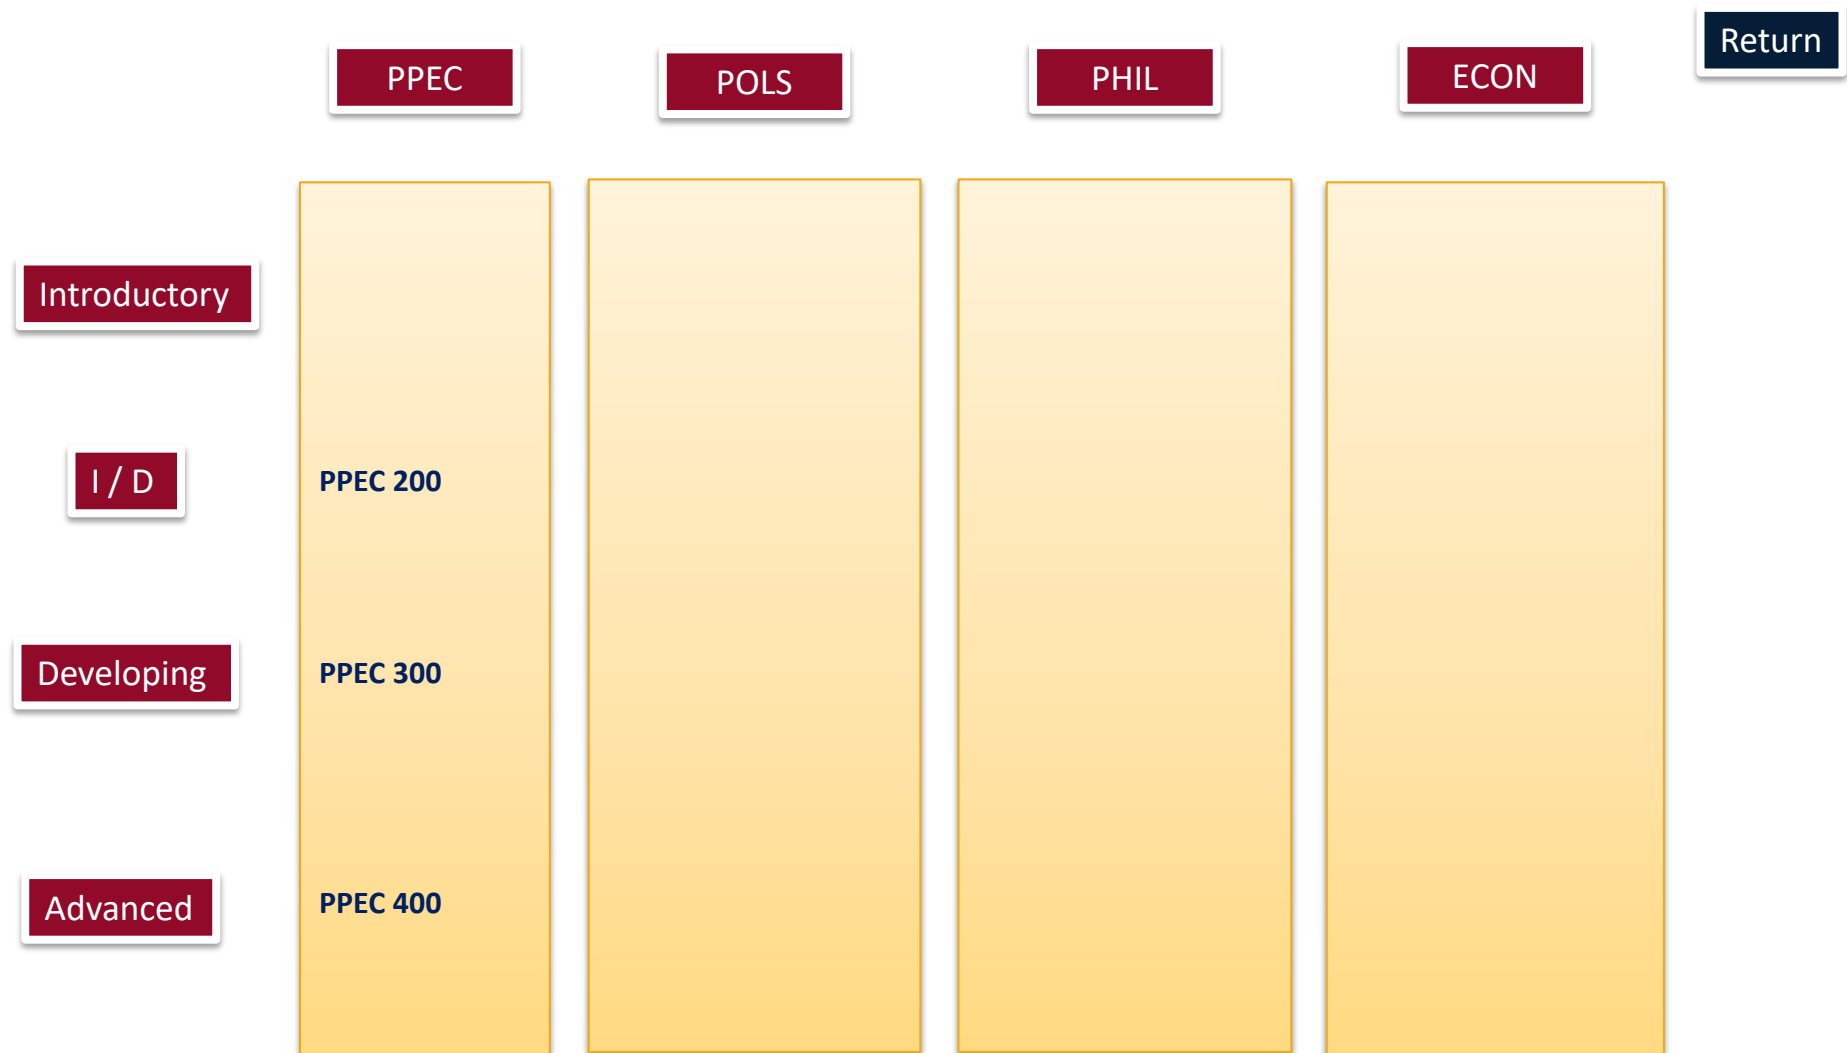 Return
PPEC
POLS
PHIL
ECON
Introductory
I / D
PPEC 200
Developing
PPEC 300
Advanced
PPEC 400